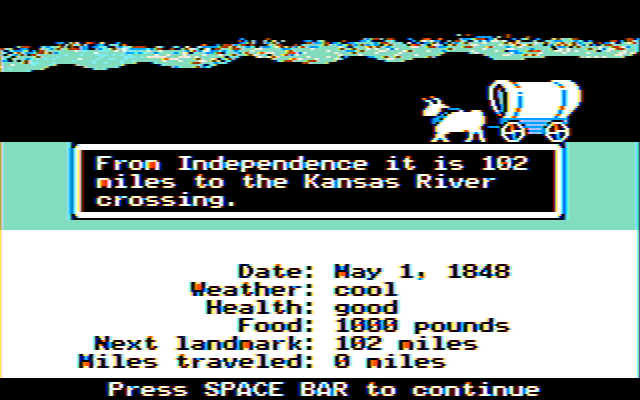 From Independence it is 102
miles to the Kansas River
crossing.
Date: May 1, 1848
Weather: cool
Health: good
Food: 1000 pounds
Next landmark: 102 miles
Miles traveled: 0 miles
Press SPACE BAR to continue